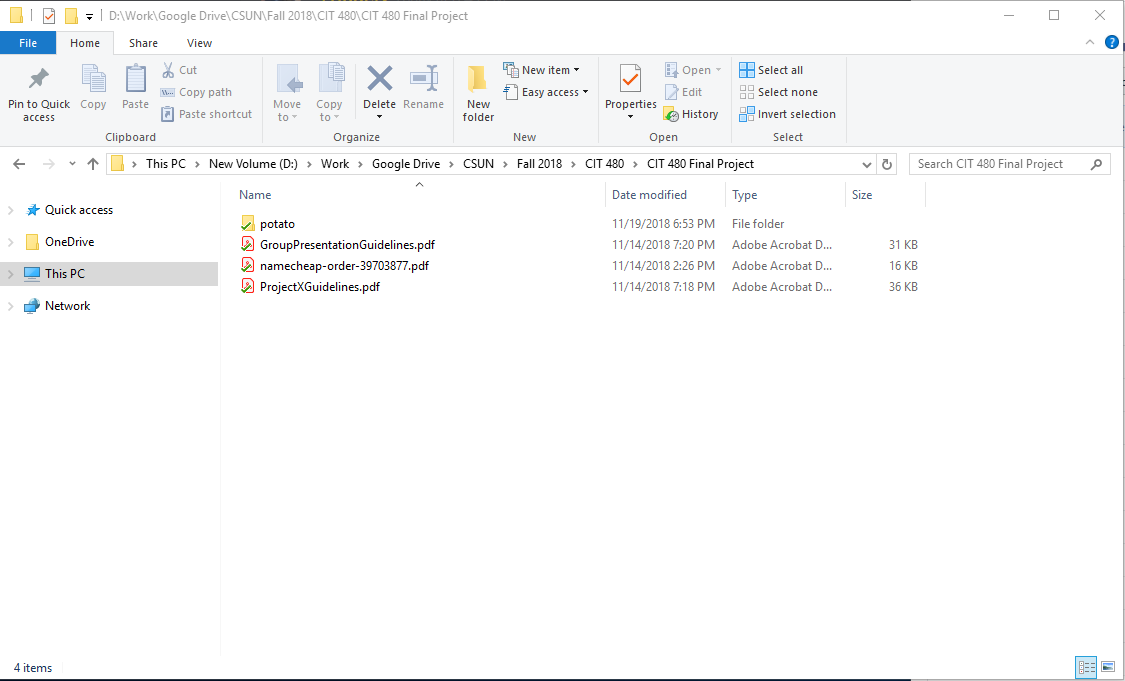 D:\Work\Google Drive\CSUN\Fall 2018\CIT 480\CIT 480 Final Project
File Home Share View
Pin to Quick access
Copy
Paste
Cut
Copy path
Paste shortcut
Clipboard
Move to
Copy to
Delete
Rename
Organize
New folder
New item
Easy access
New
Properties
Open
Edit
History
Open
Select all
Select none
Invert selection
Select
This PC New Volume (D:) Work Google Drive CSUN Fall 2018 CIT 480 CIT 480 Final Project
Search CIT 480 Final Project
Quick access
OneDrive
This PC
Network
Name Date modified Type Size
potato 11/19/2018 6:53 PM File folder
GroupPresentationGuidelines.pdf 11/14/2018 7:20 PM Adobe Acrobat D... 31 KB
namecheap-order-39703877.pdf 11/14/2018 2:26 PM Adobe Acrobat D... 16 KB
ProjectXGuidelines.pdf 11/14/2018 7:18 PM Adobe Acrobat D... 36 KB
4 items